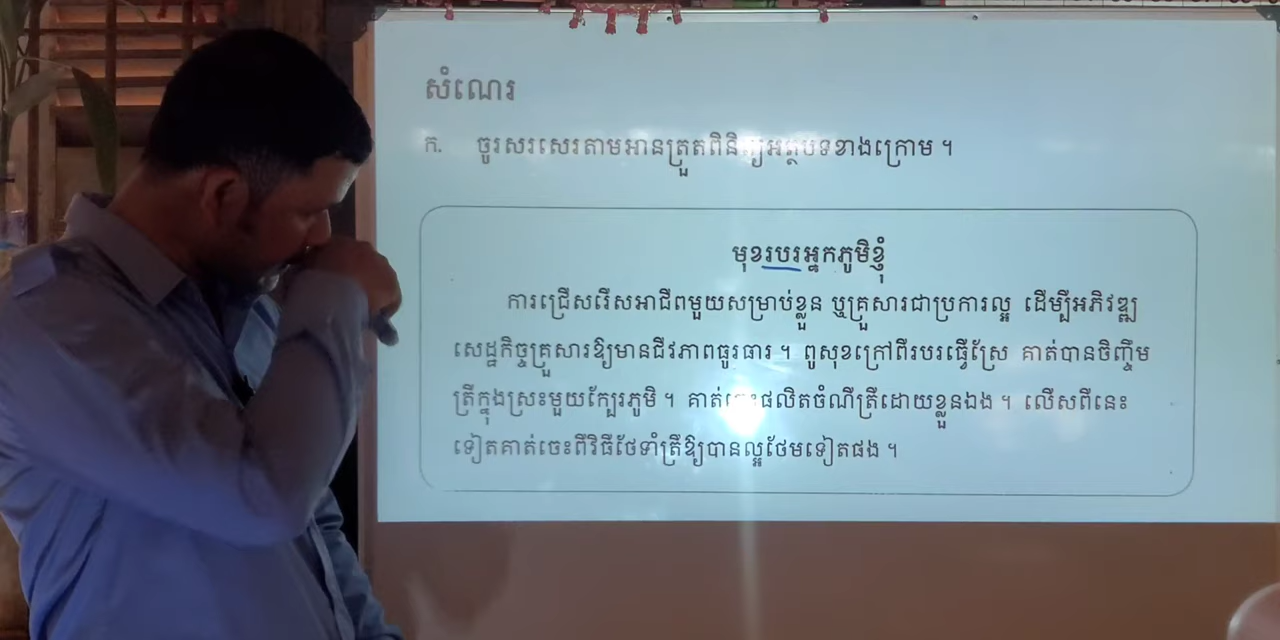 សំណេរ
ក. ចូរសរសេរតាមអានត្រួតពិនិត្យអត្ថបទខាងក្រោម ។
មុខរបរអ្នកភូមិខ្ញុំ
ការជ្រើសរើសអាជីពមួយសម្រាប់ខ្លួន ឬគ្រួសារជាប្រការល្អ ដើម្បីអភិវឌ្ឍ
សេដ្ឋកិច្ចគ្រួសារឱ្យមានជីវភាពធូរធារ ។ ពូសុខក្រៅពីរបរធ្វើស្រែ គាត់បានចិញ្ចឹម
ត្រីក្នុងស្រះមួយក្បែរភូមិ ។ គាត់ចេះផលិតចំណីត្រីដោយខ្លួនឯង ។ លើសពីនេះ
ទៀតគាត់ចេះពីវិធីថែទាំត្រីឱ្យបានល្អថែមទៀតផង ។